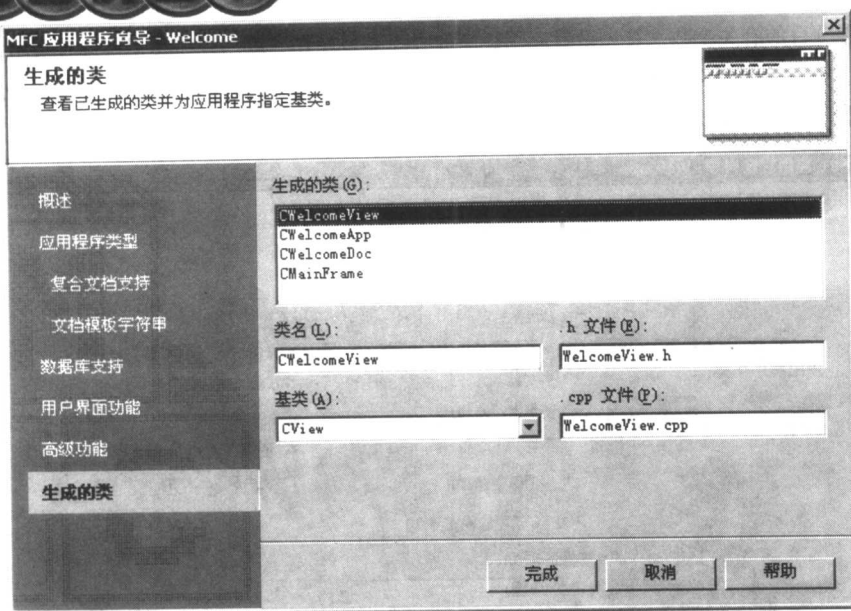 MFC 应用程序向导 - Welcome
生成的类
查看已生成的类并为应用程序指定基类。
概述
应用程序类型
复合文档支持
文档模板字符串
数据库支持
用户界面功能
高级功能
生成的类
生成的类(G):
CWelcomeView
CWelcomeApp
CWelcomeDoc
CMainFrame
类名(L):
.h 文件(E):
CWelcomeView
WelcomeView.h
基类(A):
.cpp 文件(P):
CView
WelcomeView.cpp
完成
取消
帮助